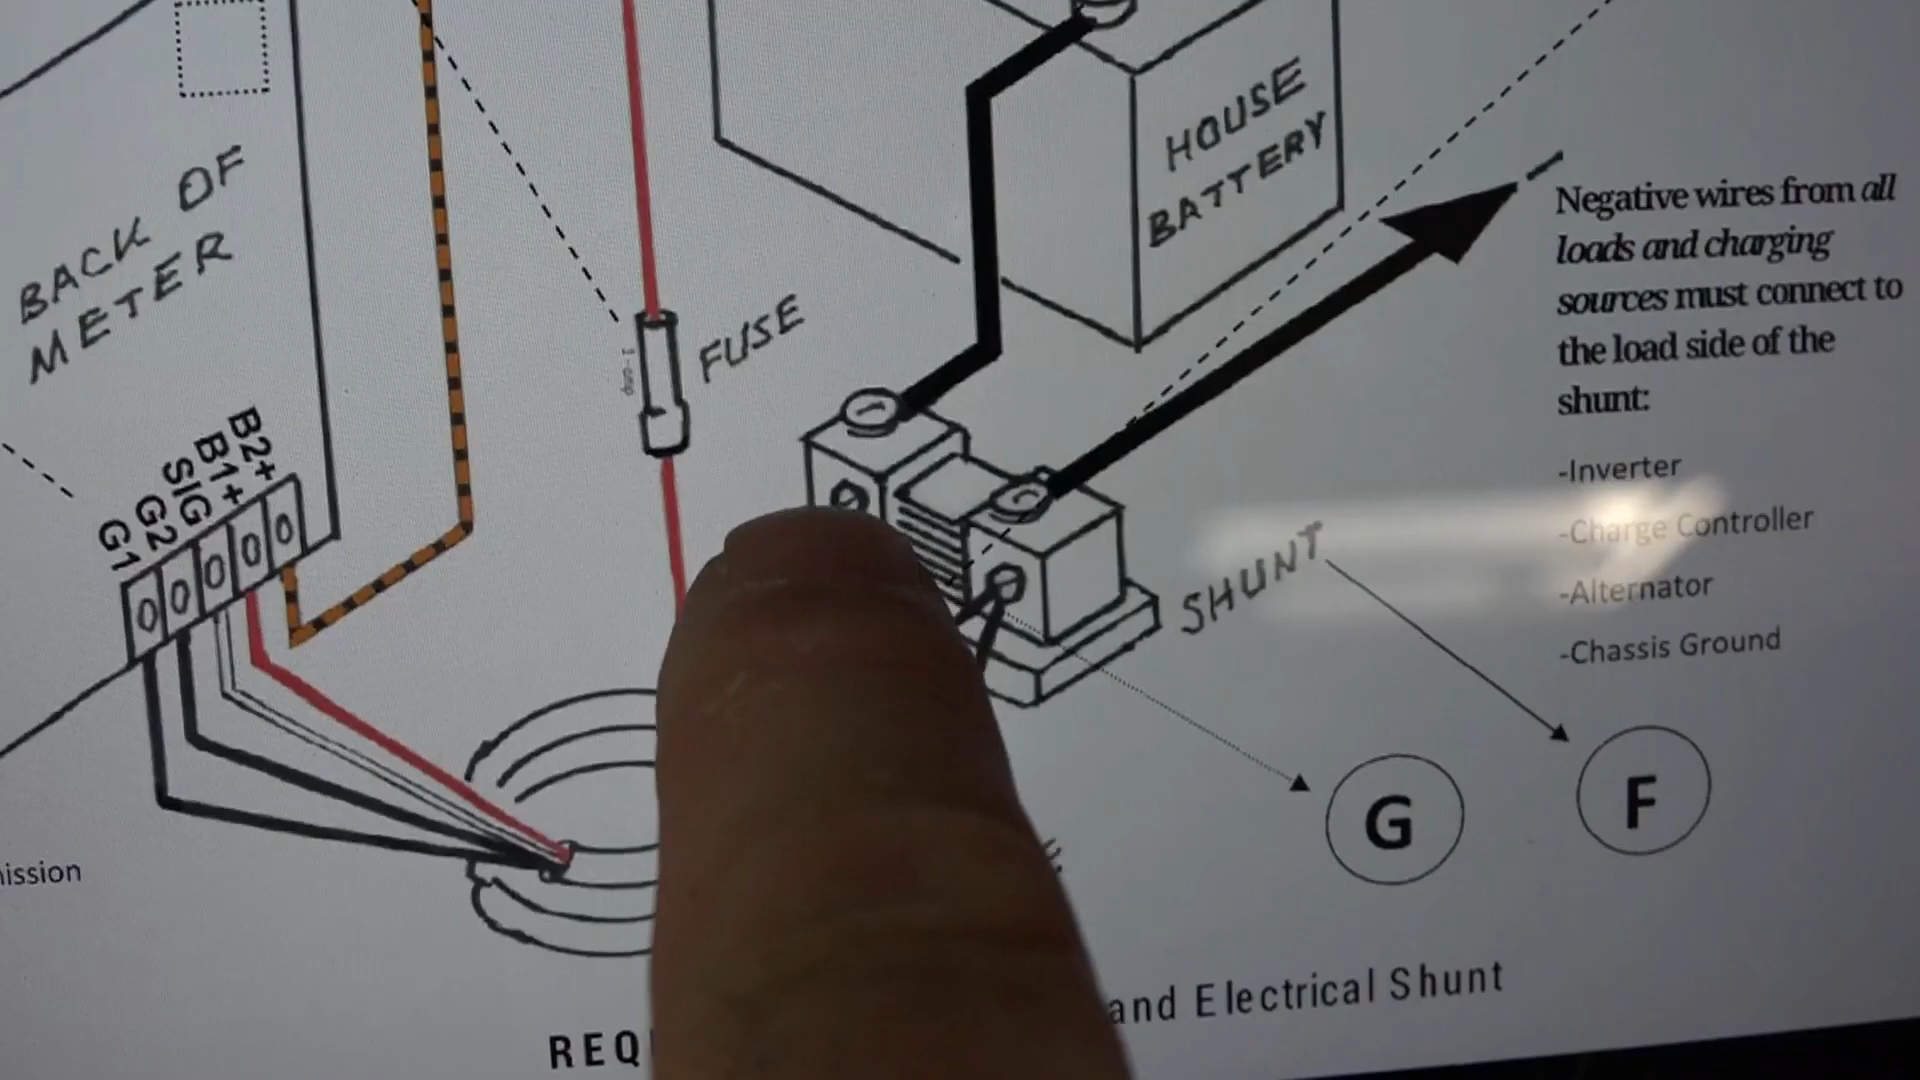 BACK OF
METER
B2+
B1+
SIG
G2
G1
FUSE
HOUSE
BATTERY
SHUNT
Negative wires from all
loads and charging
sources must connect to
the load side of the
shunt:
-Inverter
-Charge Controller
-Alternator
-Chassis Ground
G
F
ission
REQ
and Electrical Shunt